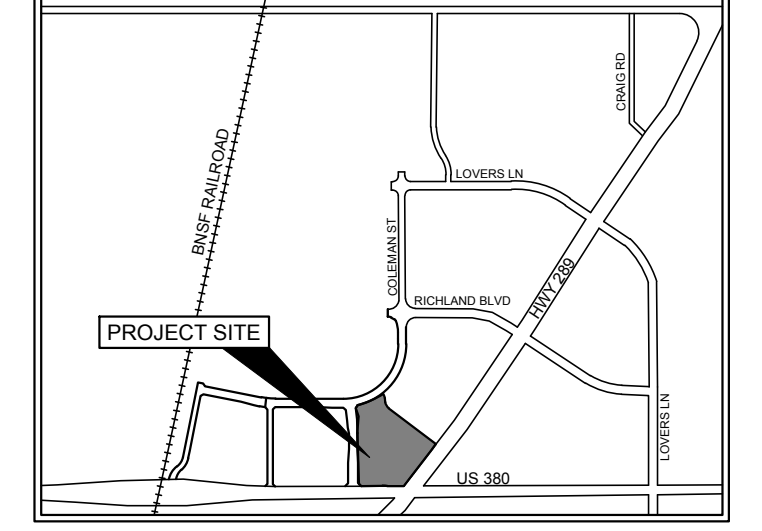 CRAIG RD
LOVERS LN
BNSF RAILROAD
COLEMAN ST
HWY 289
RICHLAND BLVD
PROJECT SITE
LOVERS LN
US 380